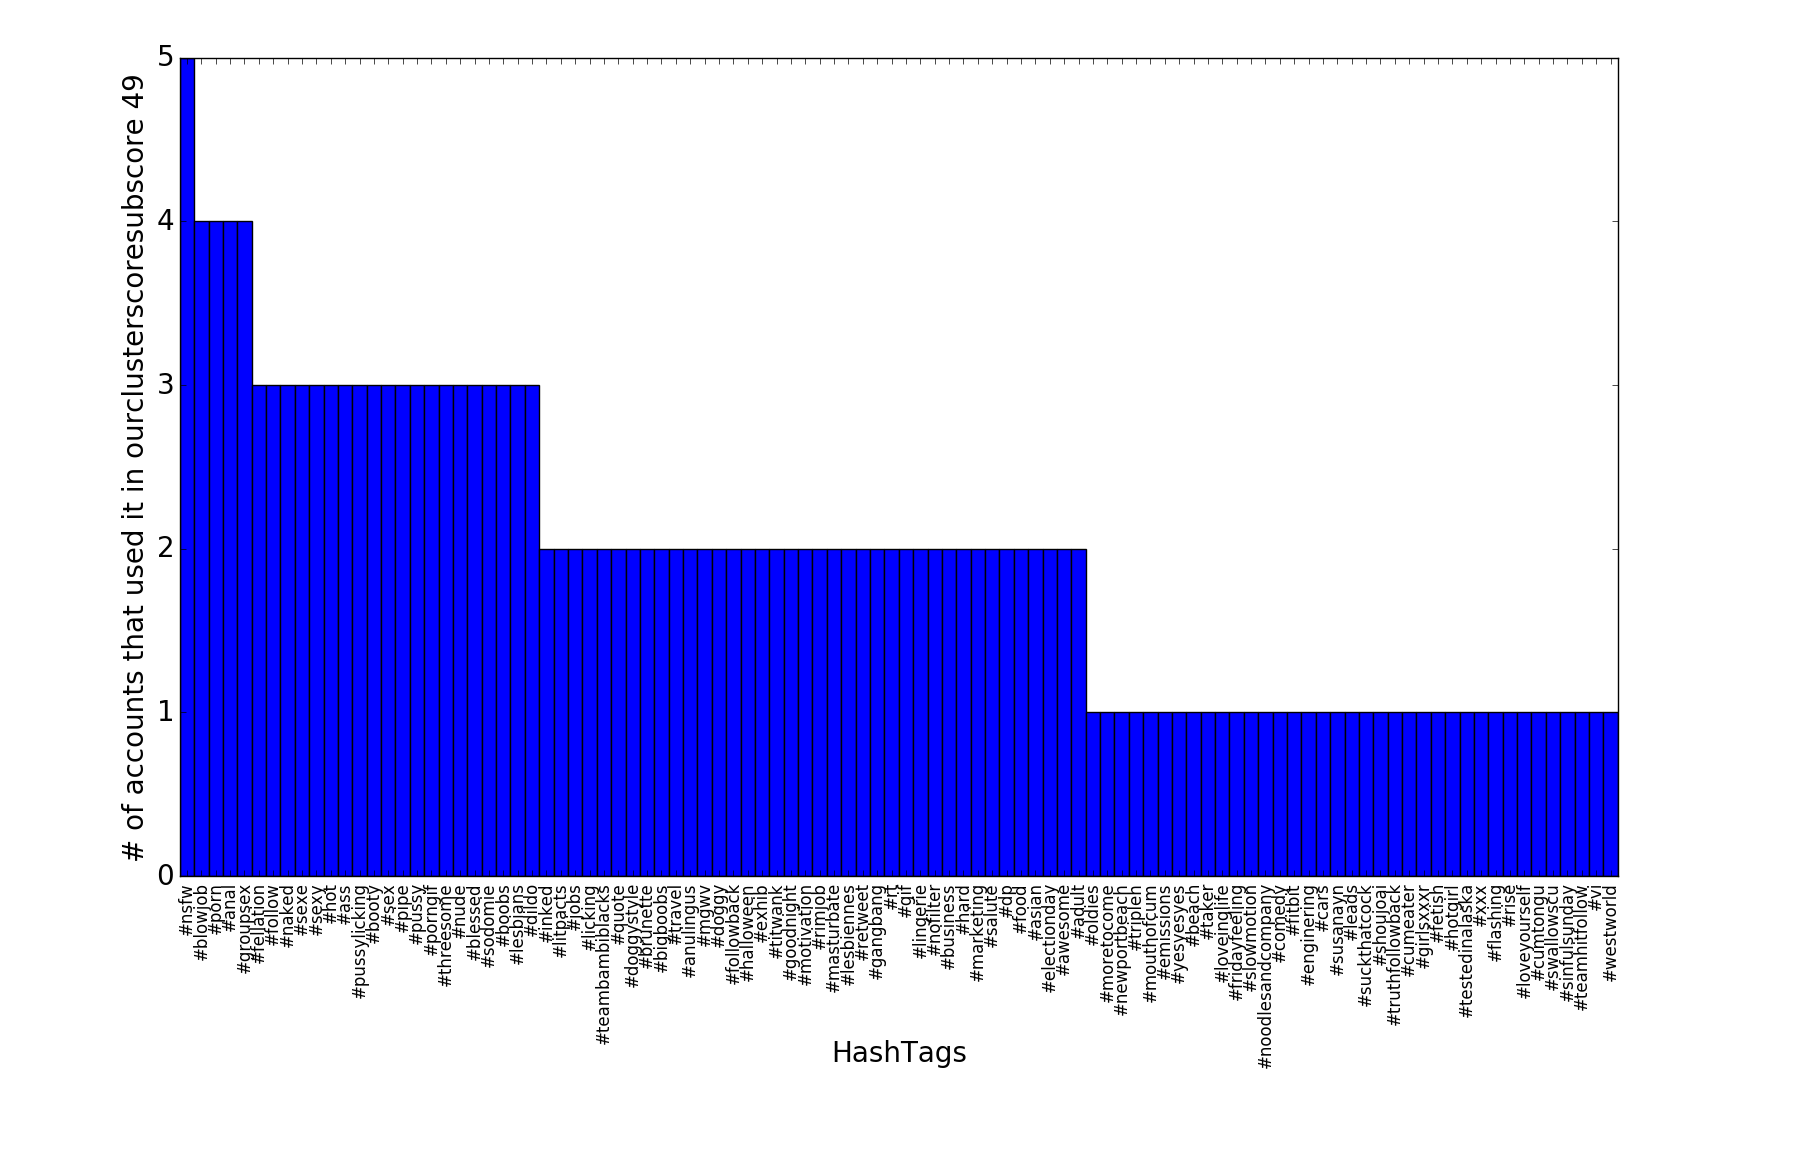 # of accounts that used it in ourclusterscoresubscore 49
5
4
3
2
1
0
#nsfw
#blowjob
#porn
#anal
#groupsex
#fellation
#follow
#naked
#sexe
#sexy
#hot
#ass
#pussylicking
#booty
#sex
#pipe
#pussy
#porngif
#threesome
#nude
#blessed
#sodomie
#boobs
#lesbians
#dildo
#inked
#litpacts
#jobs
#licking
#teambambiblacks
#quote
#doggystyle
#brunette
#bigboobs
#travel
#anulingus
#mgwv
#doggy
#followback
#halloween
#exhib
#titwank
#goodnight
#motivation
#rimjob
#masturbate
#lesbiennes
#retweet
#gangbang
#rt
#gif
#lingerie
#nofilter
#business
#hard
#marketing
#salute
#dp
#food
#asian
#electionday
#awesome
#adult
#oldies
#moretocome
#newportbeach
#tripleh
#mouthofcum
#emissions
#yesyesyes
#beach
#taker
#loveinglife
#fridayfeeling
#slowmotion
#noodlesandcompany
#comedy
#fitbit
#enginering
#cars
#susanayn
#leads
#suckthatcock
#shoujoai
#truthfollowback
#cumeater
#girlsxxxr
#fetish
#hotgirl
#testedinalaska
#xxx
#flashing
#rise
#loveyourself
#cumtongu
#swallowscu
#sinfulsunday
#teamhitfollow
#vl
#westworld
HashTags